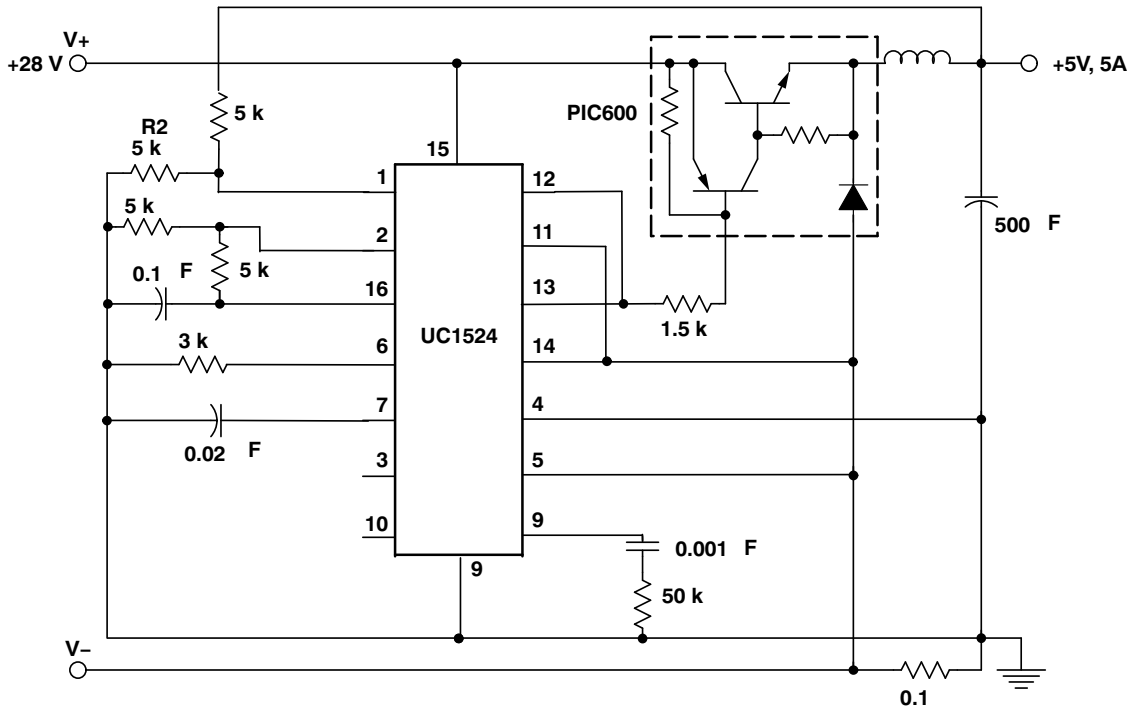 V+
+28 V
+5V, 5A
PIC600
5 k
R2
5 k
15
1
12
5 k
11
2
500 F
0.1 F
5 k
16
13
1.5 k
UC1524
3 k
6
14
7
4
0.02 F
3
5
10
9
0.001 F
9
50 k
V–
0.1